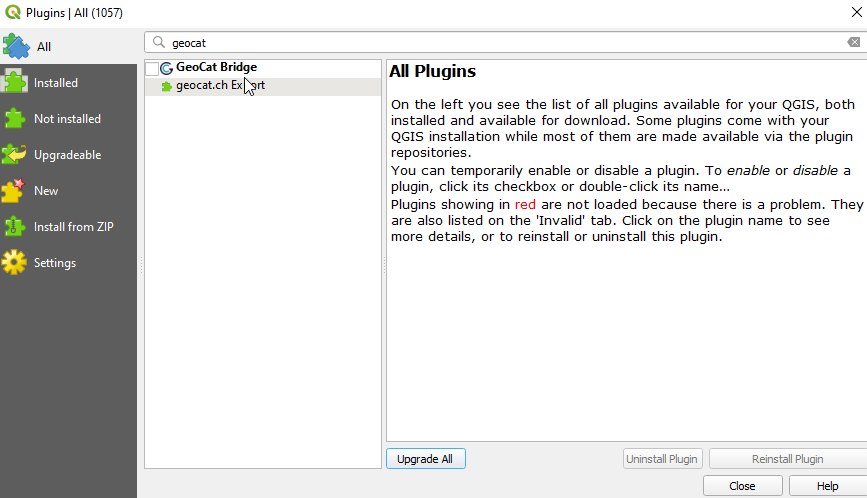 Plugins | All (1057)
All
geocat
Installed
Not installed
Upgradeable
New
Install from ZIP
Settings
GeoCat Bridge
geocat.ch
All Plugins
On the left you see the list of all plugins available for your QGIS, both
installed and available for download. Some plugins come with your
QGIS installation while most of them are made available via the plugin
repositories.
You can temporarily enable or disable a plugin. To enable or disable a
plugin, click its checkbox or double-click its name...
Plugins showing in red are not loaded because there is a problem. They
are also listed on the 'Invalid' tab. Click on the plugin name to see
more details, or to reinstall or uninstall this plugin.
Upgrade All
Uninstall Plugin
Reinstall Plugin
Close
Help